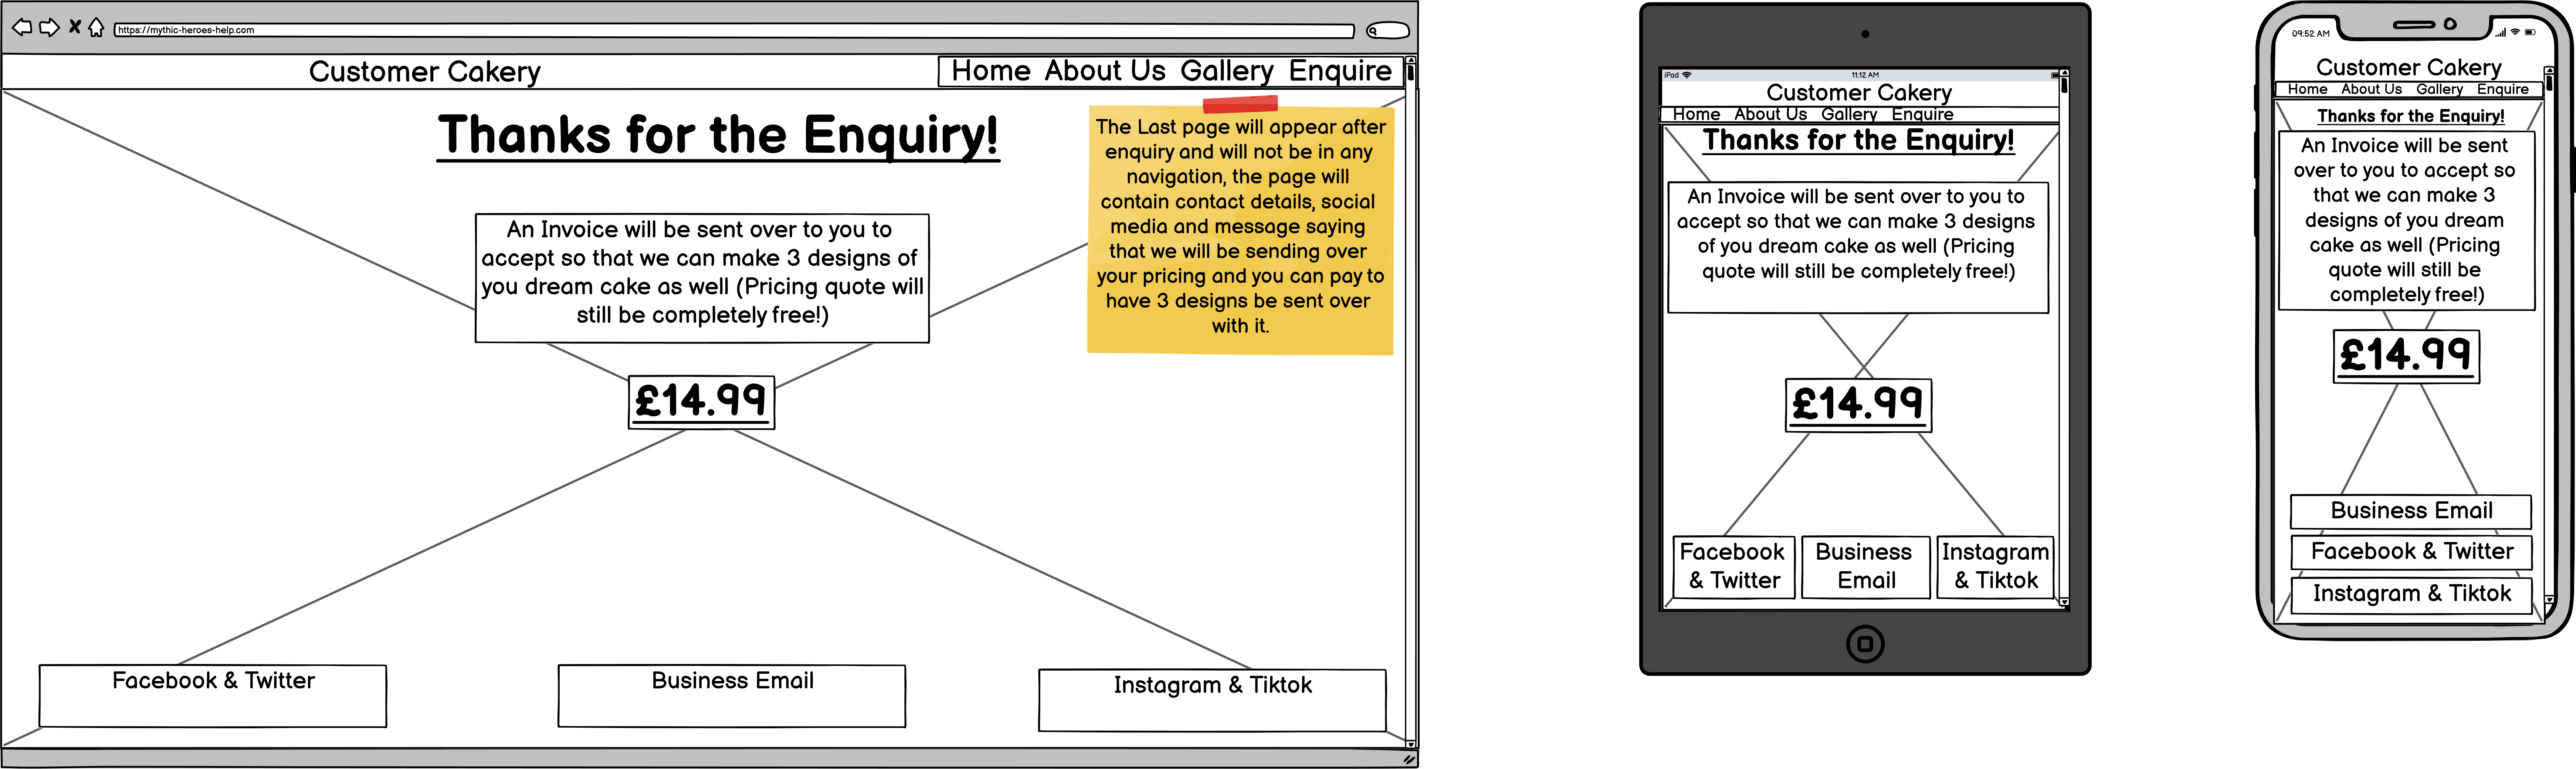 https://mythic-heroes-help.com
Customer Cakery
Home About Us Gallery Enquire
Thanks for the Enquiry!
An Invoice will be sent over to you to
accept so that we can make 3 designs of
you dream cake as well (Pricing quote will
still be completely free!)
£14.99
The Last page will appear after
enquiry and will not be in any
navigation, the page will
contain contact details, social
media and message saying
that we will be sending over
your pricing and you can pay to
have 3 designs be sent over
with it.
Facebook & Twitter
Business Email
Instagram & Tiktok
iPad
11:12 AM
Customer Cakery
Home About Us Gallery Enquire
Thanks for the Enquiry!
An Invoice will be sent over to you to
accept so that we can make 3 designs
of you dream cake as well (Pricing
quote will still be completely free!)
£14.99
Facebook
& Twitter
Business
Email
Instagram
& Tiktok
09:52 AM
Customer Cakery
Home About Us Gallery Enquire
Thanks for the Enquiry!
An Invoice will be sent
over to you to accept so
that we can make 3
designs of you dream
cake as well (Pricing
quote will still be
completely free!)
£14.99
Business Email
Facebook & Twitter
Instagram & Tiktok